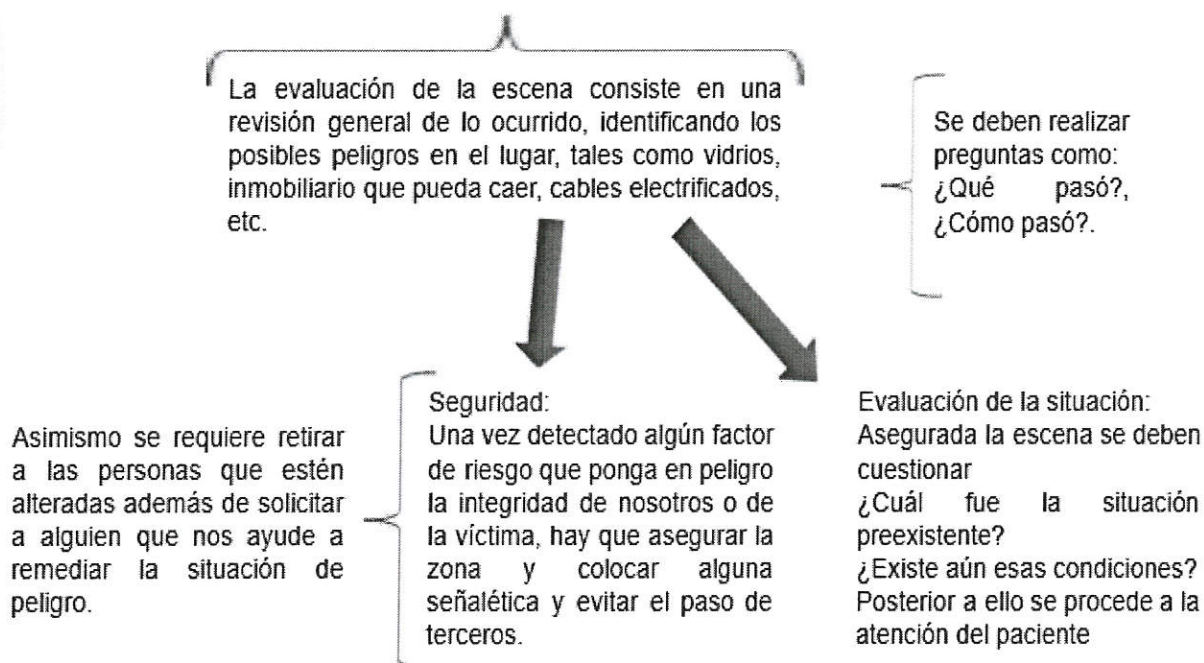 La evaluación de la escena consiste en una
revisión general de lo ocurrido, identificando los
posibles peligros en el lugar, tales como vidrios,
inmobiliario que pueda caer, cables electrificados,
etc.
Se deben realizar
preguntas como:
¿Qué pasó?,
¿Cómo pasó?.
Asimismo se requiere retirar
a las personas que estén
alteradas además de solicitar
a alguien que nos ayude a
remediar la situación de
peligro.
Seguridad:
Una vez detectado algún factor
de riesgo que ponga en peligro
la integridad de nosotros o de
la víctima, hay que asegurar la
zona y colocar alguna
señalética y evitar el paso de
terceros.
Evaluación de la situación:
Asegurada la escena se deben
cuestionar
¿Cuál fue la situación
preexistente?
¿Existe aún esas condiciones?
Posterior a ello se procede a la
atención del paciente